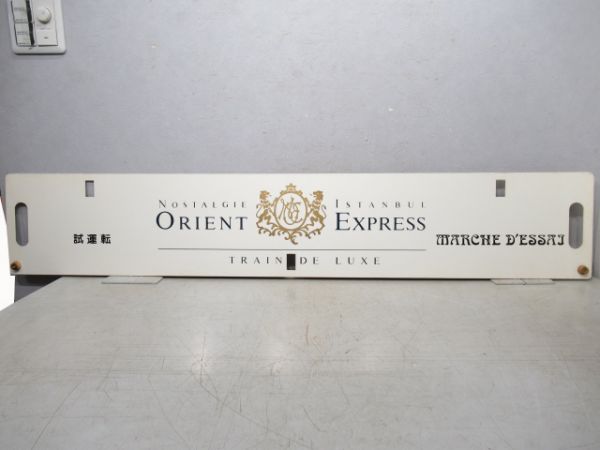 NOSTALGIE ISTANBUL
ORIENT EXPRESS
試運転
MARCHE D'ESSAI
TRAIN DE LUXE